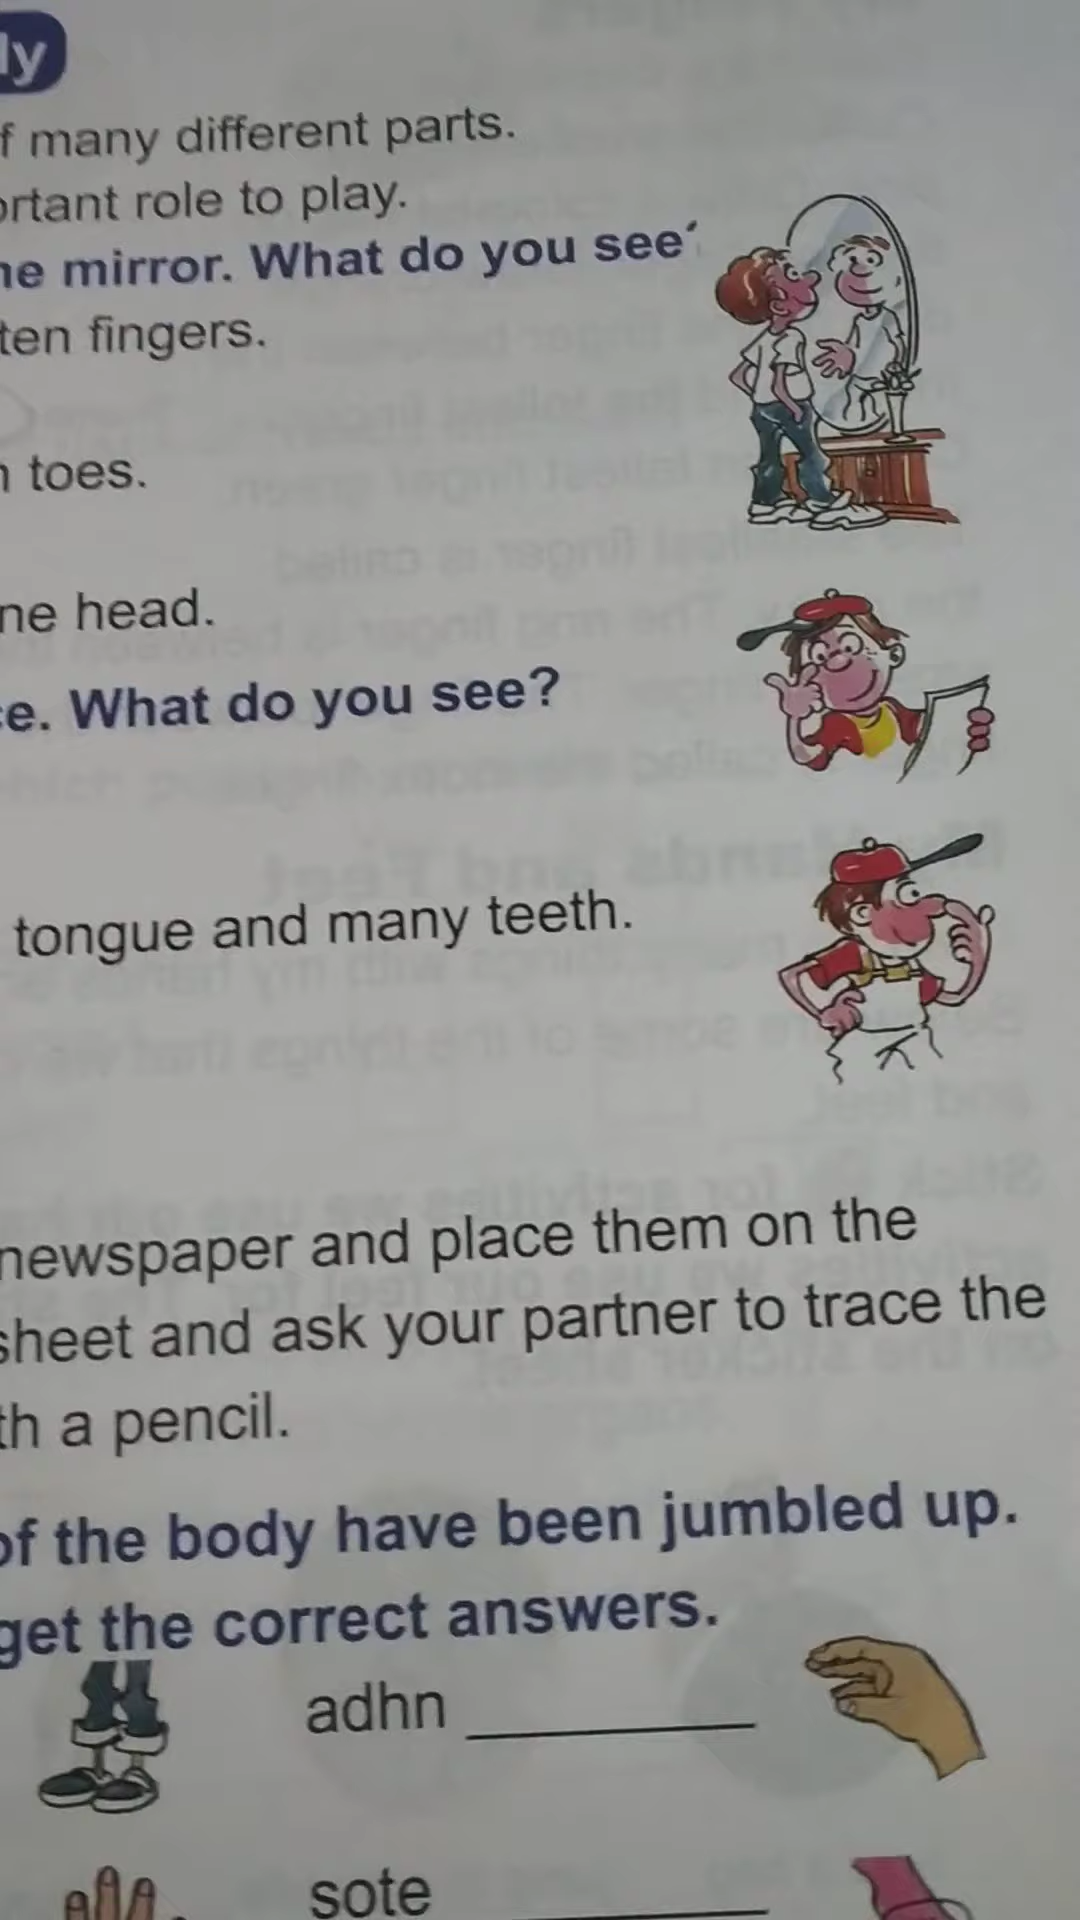 ly
f many different parts.
ortant role to play.
he mirror. What do you see
ten fingers.
toes.
ne head.
ce. What do you see?
tongue and many teeth.
newspaper and place them on the
sheet and ask your partner to trace the
th a pencil.
of the body have been jumbled up.
get the correct answers.
adhn
sote